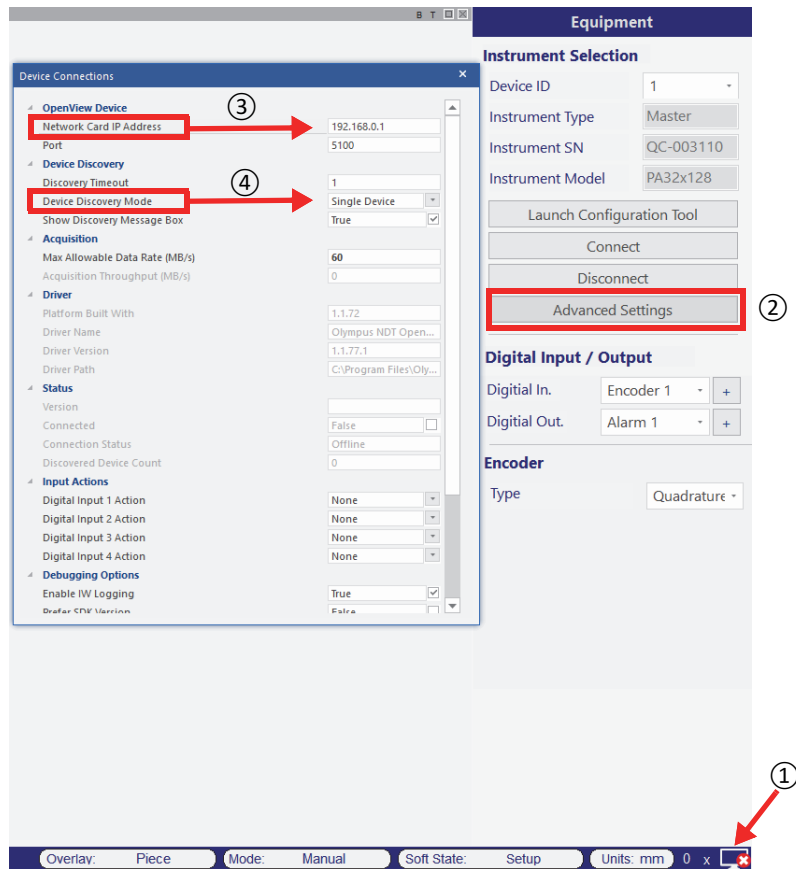 B T
Equipment
Device Connections
③
④
OpenView Device
Network Card IP Address 192.168.0.1
Port 5100
Device Discovery
Discovery Timeout 1
Device Discovery Mode Single Device
Show Discovery Message Box True
Acquisition
Max Allowable Data Rate (MB/s) 60
Acquisition Throughput (MB/s) 0
Driver
Platform Built With 1.1.72
Driver Name Olympus NDT Open...
Driver Version 1.1.77.1
Driver Path C:\Program Files\Oly...
Status
Version
Connected False
Connection Status Offline
Discovered Device Count 0
Input Actions
Digital Input 1 Action None
Digital Input 2 Action None
Digital Input 3 Action None
Digital Input 4 Action None
Debugging Options
Enable IW Logging True
Prefer SDK Version False
Instrument Selection
Device ID 1
Instrument Type Master
Instrument SN QC-003110
Instrument Model PA32x128
Launch Configuration Tool
Connect
Disconnect
Advanced Settings
②
Digital Input / Output
Digitial In. Encoder 1 +
Digitial Out. Alarm 1 +
Encoder
Type Quadrature
①
Overlay: Piece Mode: Manual Soft State: Setup Units: mm 0 x